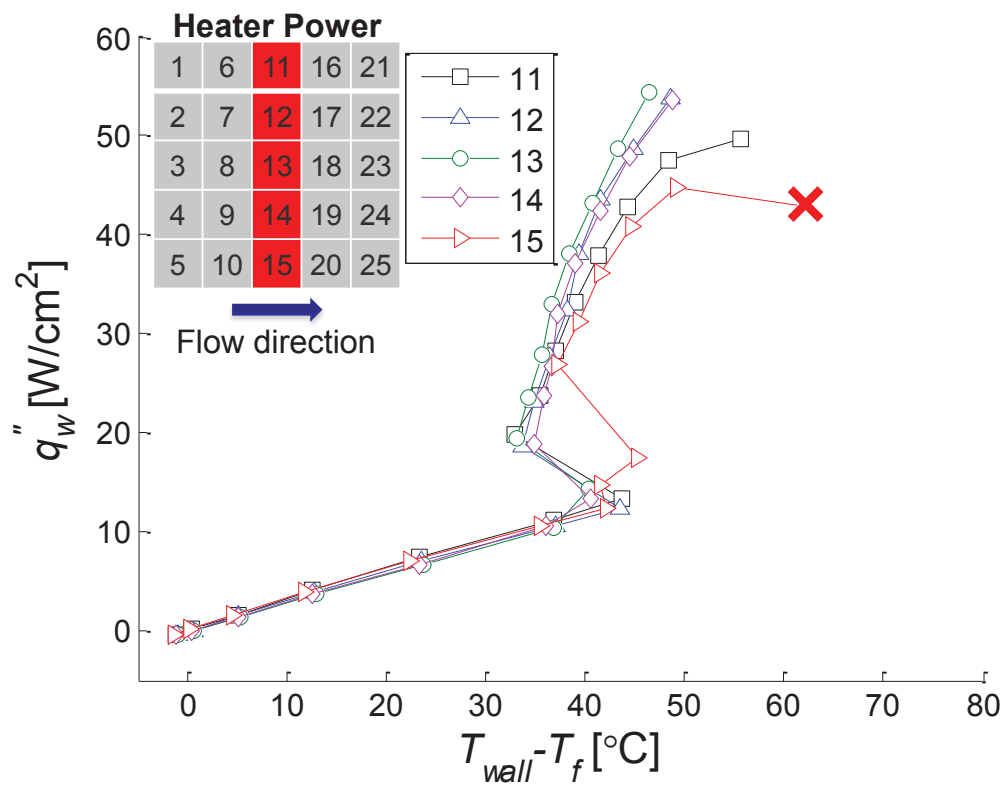 Heater Power
1 6 11 16 21
2 7 12 17 22
3 8 13 18 23
4 9 14 19 24
5 10 15 20 25
Flow direction
11
12
13
14
15
q''w [W/cm²]
60
50
40
30
20
10
0
0 10 20 30 40 50 60 70 80
Twall-Tf [°C]